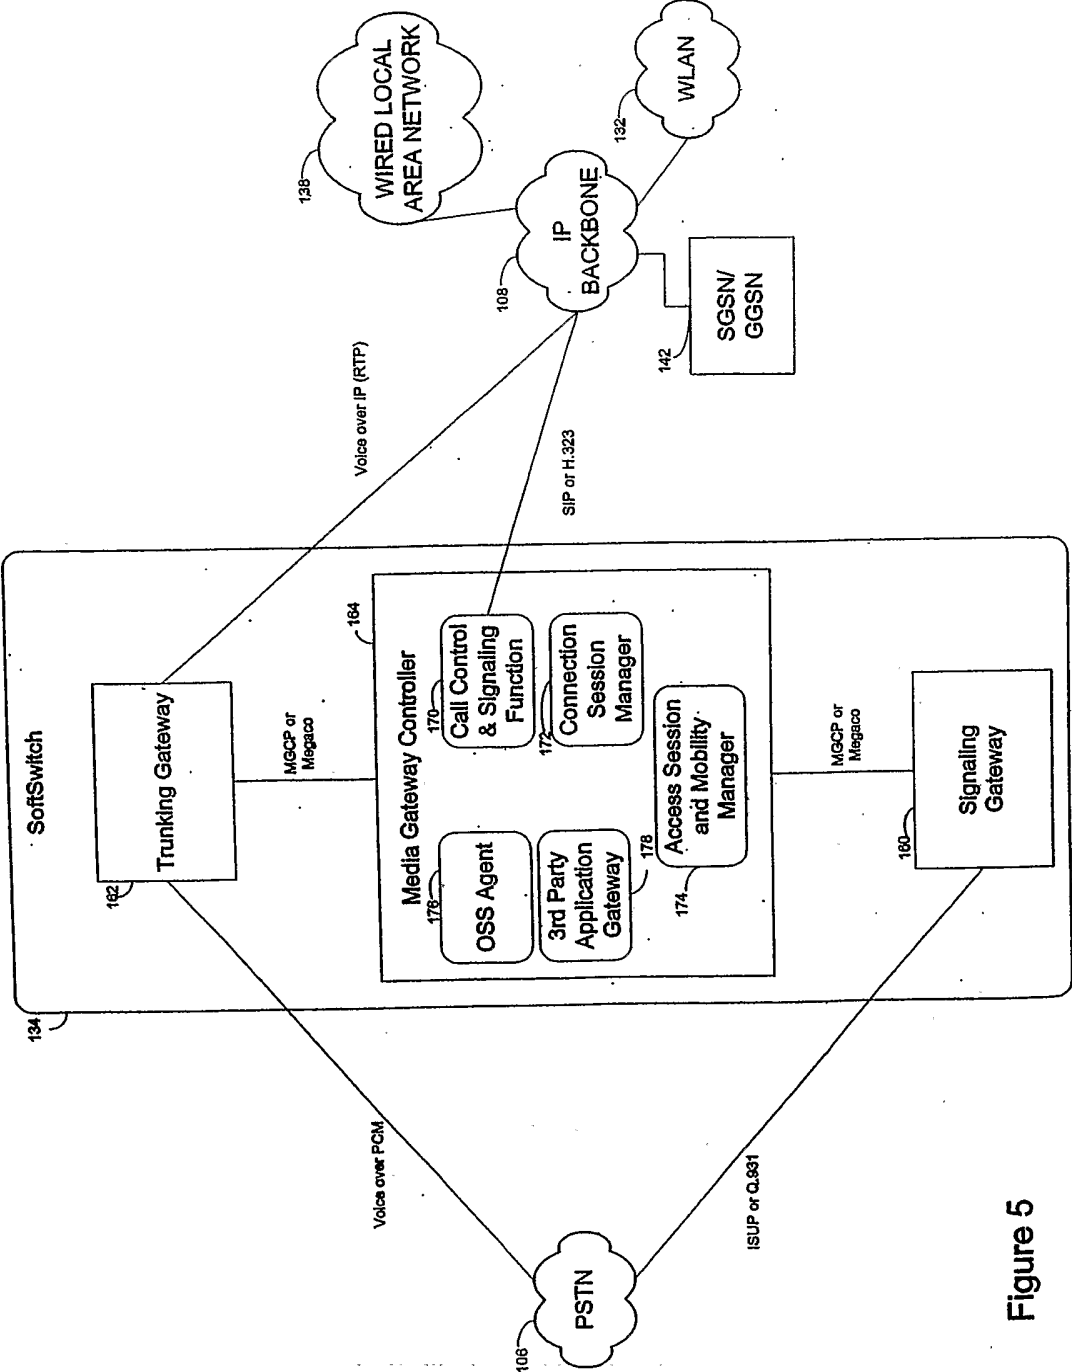 SoftSwitch
134
162
Trunking Gateway
Voice over PCM
Voice over IP (RTP)
MGCP or
Megaco
164
Media Gateway Controller
176
OSS Agent
170
Call Control
& Signaling
Function
3rd Party
Application
Gateway
178
172
Connection
Session
Manager
174
Access Session
and Mobility
Manager
SIP or H.323
MGCP or
Megaco
160
Signaling
Gateway
106
PSTN
ISUP or Q.931
138
WIRED LOCAL
AREA NETWORK
108
IP
BACKBONE
132
WLAN
142
SGSN/
GGSN
Figure 5